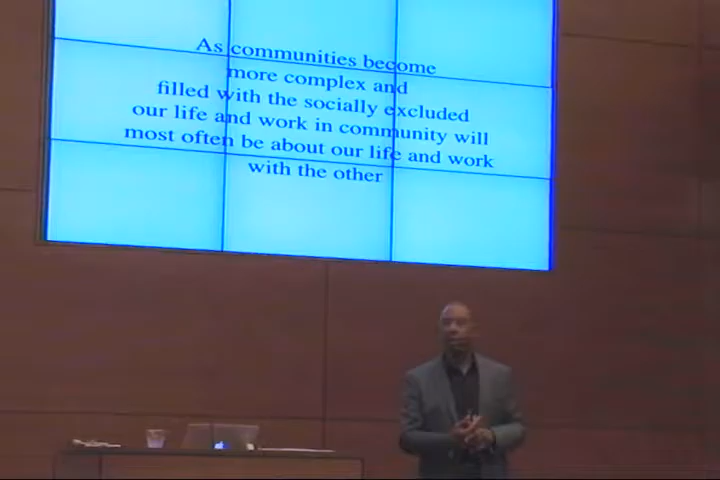 As communities become
more complex and
filled with the socially excluded
our life and work in community will
most often be about our life and work
with the other